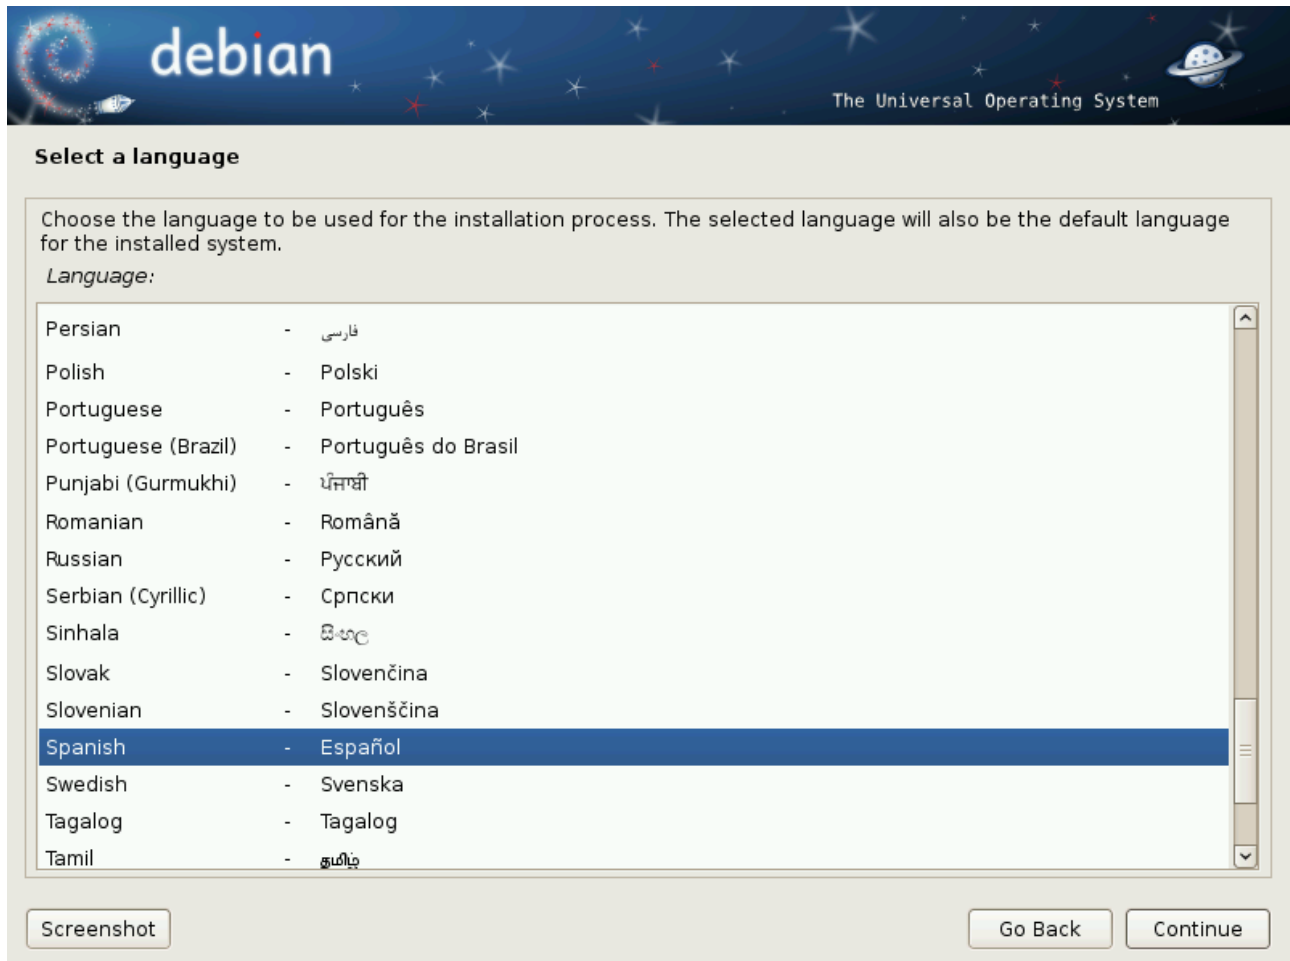 debian
The Universal Operating System
Select a language
Choose the language to be used for the installation process. The selected language will also be the default language
for the installed system.
Language:
Persian - فارسی
Polish - Polski
Portuguese - Português
Portuguese (Brazil) - Português do Brasil
Punjabi (Gurmukhi) - ਪੰਜਾਬੀ
Romanian - Română
Russian - Русский
Serbian (Cyrillic) - Српски
Sinhala - සිංහල
Slovak - Slovenčina
Slovenian - Slovenščina
Spanish - Español
Swedish - Svenska
Tagalog - Tagalog
Tamil - தமிழ்
Screenshot Go Back Continue